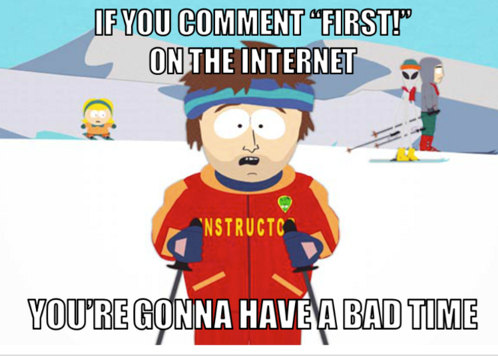 IF YOU COMMENT “FIRST!”
ON THE INTERNET
INSTRUCTO
YOU'RE GONNA HAVE A BAD TIME